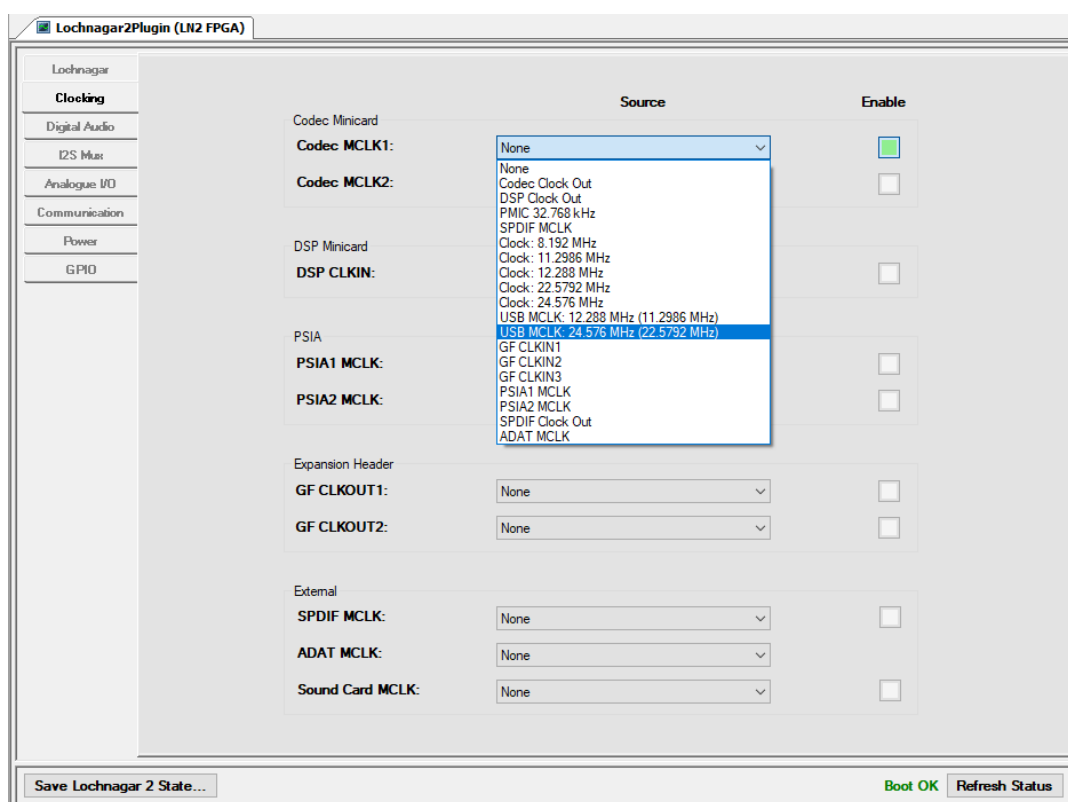 Lochnagar2Plugin (LN2 FPGA)
Lochnagar
Clocking
Digital Audio
I2S Mux
Analogue I/O
Communication
Power
GPIO
Source Enable
Codec Minicard
Codec MCLK1: None
Codec MCLK2:
None
Codec Clock Out
DSP Clock Out
PMIC 32.768 kHz
SPDIF MCLK
Clock: 8.192 MHz
Clock: 11.2986 MHz
Clock: 12.288 MHz
Clock: 22.5792 MHz
Clock: 24.576 MHz
USB MCLK: 12.288 MHz (11.2986 MHz)
USB MCLK: 24.576 MHz (22.5792 MHz)
GF CLKIN1
GF CLKIN2
GF CLKIN3
PSIA1 MCLK
PSIA2 MCLK
SPDIF Clock Out
ADAT MCLK
DSP Minicard
DSP CLKIN:
PSIA
PSIA1 MCLK:
PSIA2 MCLK:
Expansion Header
GF CLKOUT1: None
GF CLKOUT2: None
External
SPDIF MCLK: None
ADAT MCLK: None
Sound Card MCLK: None
Save Lochnagar 2 State... Boot OK Refresh Status